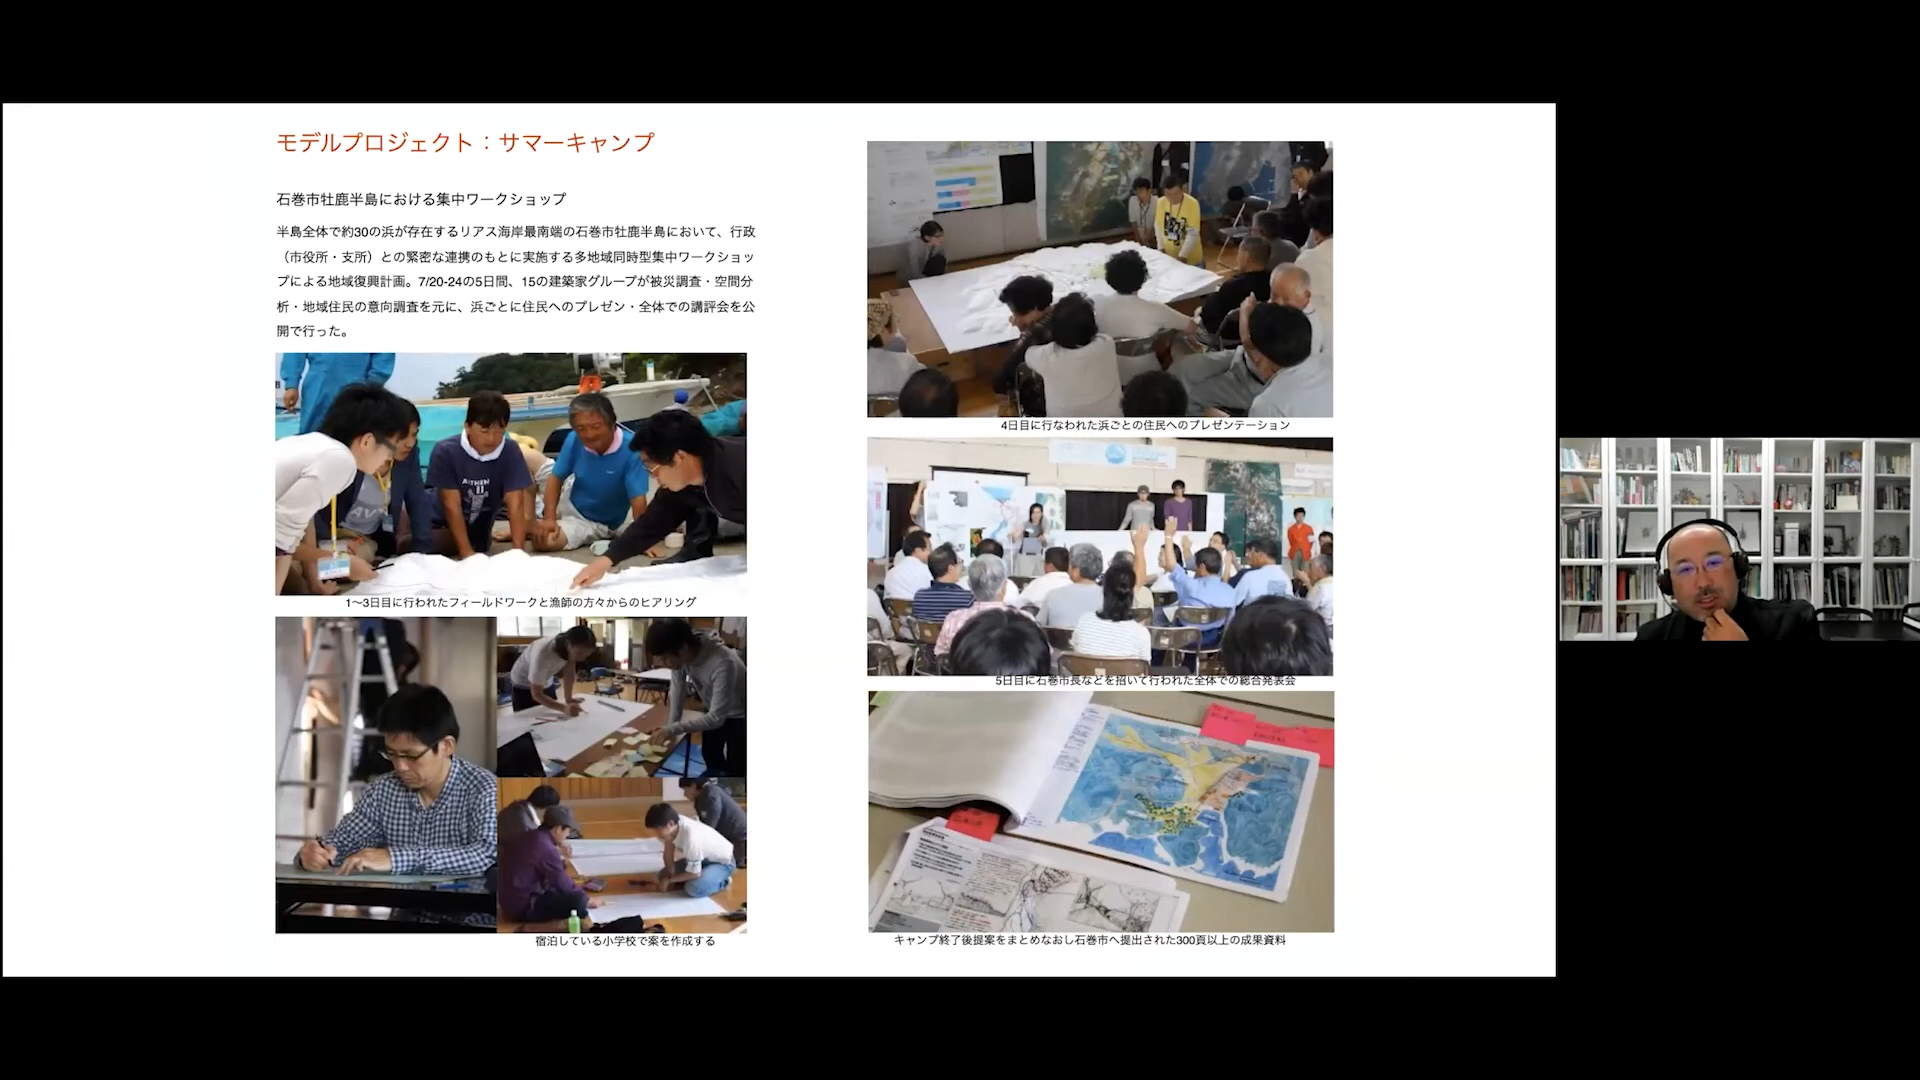 モデルプロジェクト：サマーキャンプ
石巻市牡鹿半島における集中ワークショップ
半島全体で約30の浜が存在するリアス海岸最南端の石巻市牡鹿半島において、行政
（市役所・支所）との緊密な連携のもとに実施する多地域同時型集中ワークショッ
プによる地域復興計画。7/20-24の5日間、15の建築家グループが被災調査・空間分
析・地域住民の意向調査を元に、浜ごとに住民へのプレゼン・全体での講評会を公
開で行った。
1〜3日目に行われたフィールドワークと漁師の方々からのヒアリング
宿泊している小学校で案を作成する
4日目に行なわれた浜ごとの住民へのプレゼンテーション
5日目に石巻市長などを招いて行われた全体での総合発表会
キャンプ終了後提案をまとめなおし石巻市へ提出された300頁以上の成果資料